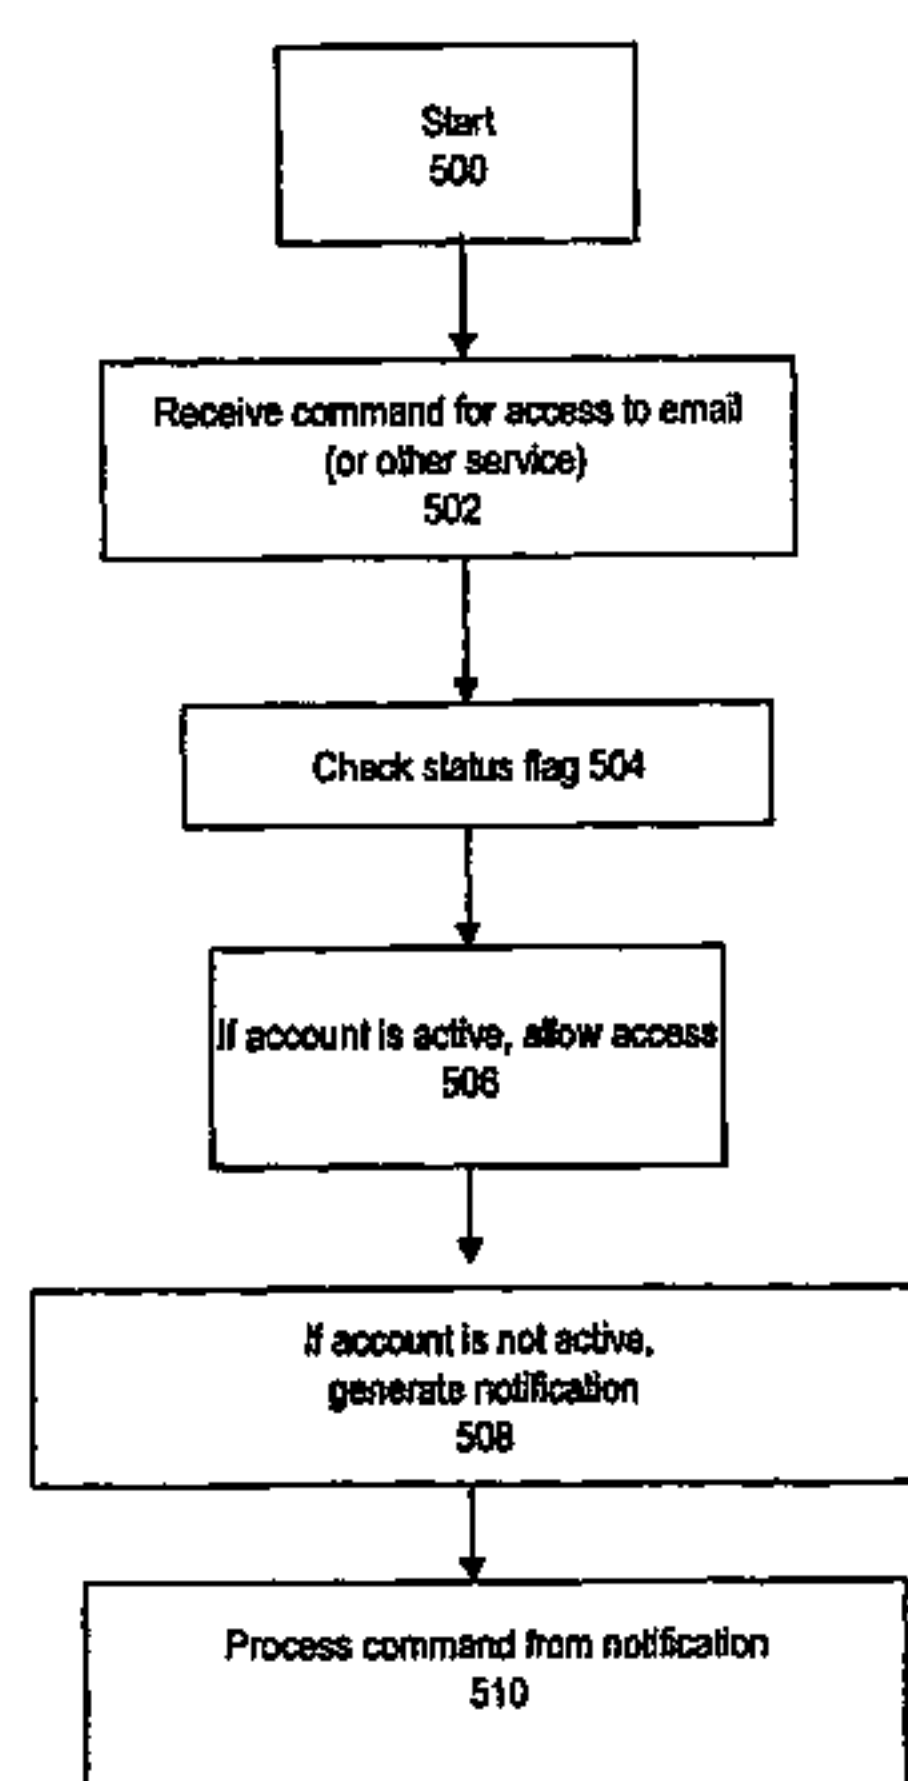 Start
500
Receive command for access to email
(or other service)
502
Check status flag 504
If account is active, allow access
506
If account is not active,
generate notification
508
Process command from notification
510